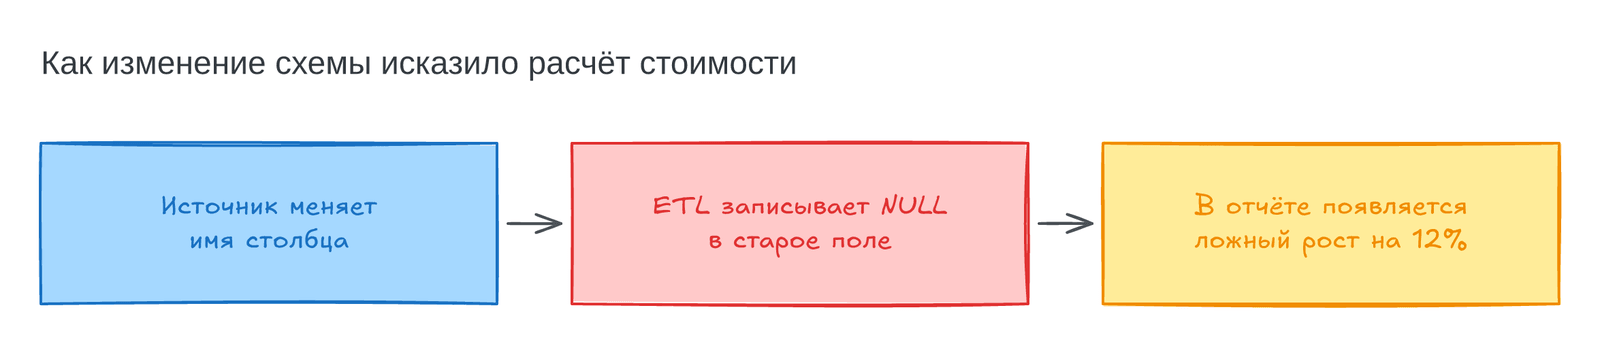 Как изменение схемы исказило расчёт стоимости
Источник меняет
имя столбца
ETL записывает NULL
в старое поле
В отчёте появляется
ложный рост на 12%